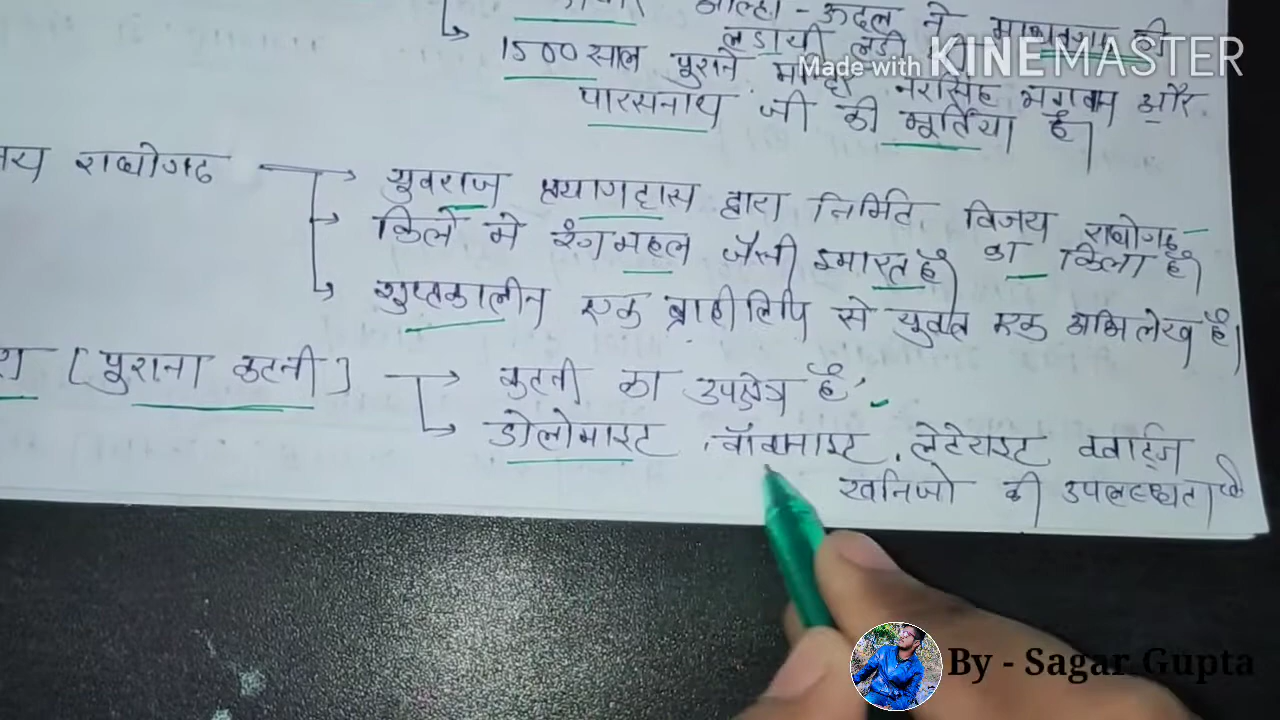 आल्हा - ऊदल ने
लडायी लडी थी
1500 साल पुराने मन्दिर नरसिंह भगवान और
Made with KINEMASTER
पारसनाथ जी की मूर्तिया है।
राघोगढ युवराज प्रयागदास द्वारा निर्मित विजय राघोगढ
का किला है।
किले मे रंगमहल जैसी इमारत है
गुप्तकालीन एक ब्राहीलिपि से युक्त एक अभिलेख है।
[पुराना कटनी] कटनी का उपक्षेत्र है
डोलोमाइट , बॉक्साइट , लेटेराइट क्वार्ट्ज
खनिजो की उपलब्धता है
By - Sagar Gupta